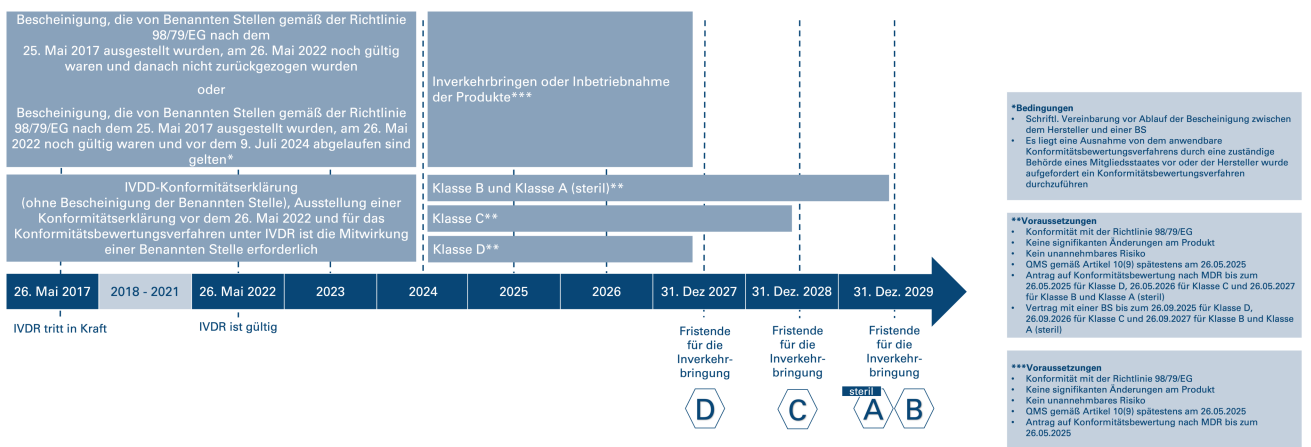 Bescheinigung, die von Benannten Stellen gemäß der Richtlinie
98/79/EG nach dem
25. Mai 2017 ausgestellt wurden, am 26. Mai 2022 noch gültig
waren und danach nicht zurückgezogen wurden
oder
Bescheinigung, die von Benannten Stellen gemäß der Richtlinie
98/79/EG nach dem 25. Mai 2017 ausgestellt wurden, am 26. Mai
2022 noch gültig waren und vor dem 9. Juli 2024 abgelaufen sind
gelten*
Inverkehrbringen oder Inbetriebnahme
der Produkte***
IVDD-Konformitätserklärung
(ohne Bescheinigung der Benannten Stelle), Ausstellung einer
Konformitätserklärung vor dem 26. Mai 2022 und für das
Konformitätsbewertungsverfahren unter IVDR ist die Mitwirkung
einer Benannten Stelle erforderlich
Klasse B und Klasse A (steril)**
Klasse C**
Klasse D**
26. Mai 2017
2018 - 2021
26. Mai 2022
2023
2024
2025
2026
31. Dez 2027
31. Dez. 2028
31. Dez. 2029
IVDR tritt in Kraft
IVDR ist gültig
Fristende
für die
Inverkehr-
bringung
D
Fristende
für die
Inverkehr-
bringung
C
Fristende
für die
Inverkehr-
bringung
steril
A
B
*Bedingungen
• Schriftl. Vereinbarung vor Ablauf der Bescheinigung zwischen
dem Hersteller und einer BS
• Es liegt eine Ausnahme von dem anwendbare
Konformitätsbewertungsverfahrens durch eine zuständige
Behörde eines Mitgliedsstaates vor oder der Hersteller wurde
aufgefordert ein Konformitätsbewertungsverfahren
durchzuführen
**Voraussetzungen
• Konformität mit der Richtlinie 98/79/EG
• Keine signifikanten Änderungen am Produkt
• Kein unannehmbares Risiko
• QMS gemäß Artikel 10(9) spätestens am 26.05.2025
• Antrag auf Konformitätsbewertung nach MDR bis zum
26.05.2025 für Klasse D, 26.05.2026 für Klasse C und 26.05.2027
für Klasse B und Klasse A (steril)
• Vertrag mit einer BS bis zum 26.09.2025 für Klasse D,
26.09.2026 für Klasse C und 26.09.2027 für Klasse B und Klasse
A (steril)
***Voraussetzungen
• Konformität mit der Richtlinie 98/79/EG
• Keine signifikanten Änderungen am Produkt
• Kein unannehmbares Risiko
• QMS gemäß Artikel 10(9) spätestens am 26.05.2025
• Antrag auf Konformitätsbewertung nach MDR bis zum
26.05.2025